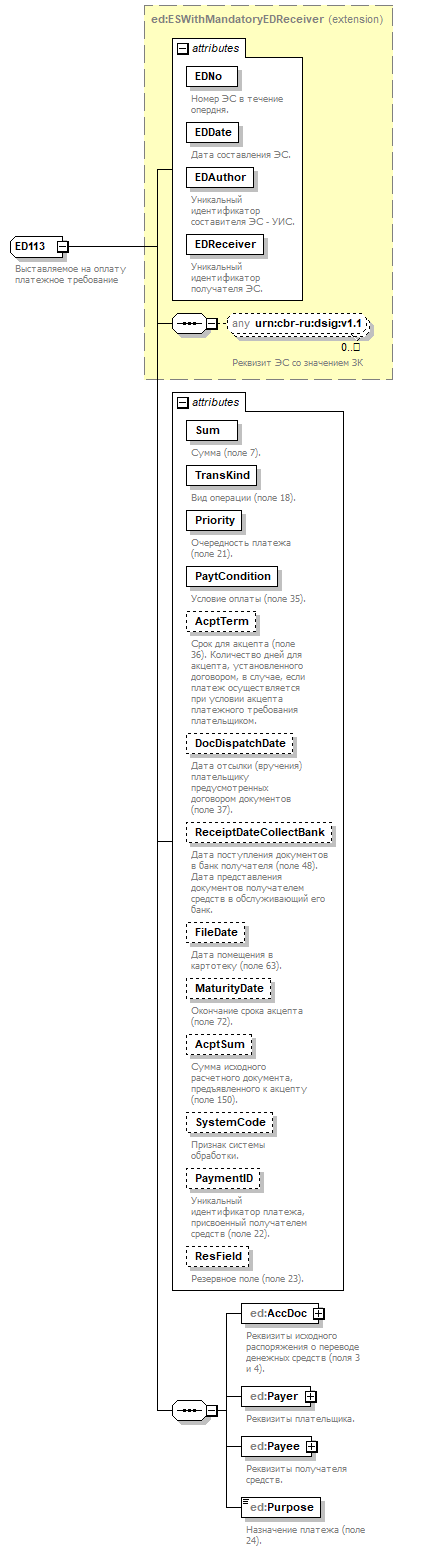 ed:ESWithMandatoryEDReceiver (extension)
attributes
EDNo
Номер ЭС в течение
опердня.
EDDate
Дата составления ЭС.
EDAuthor
Уникальный
идентификатор
составителя ЭС - УИС.
EDReceiver
Уникальный
идентификатор
получателя ЭС.
ED113
Выставляемое на оплату
платежное требование
any urn:cbr-ru:dsig:v1.1
0..
Реквизит ЭС со значением ЗК
attributes
Sum
Сумма (поле 7).
TransKind
Вид операции (поле 18).
Priority
Очередность платежа
(поле 21).
PaytCondition
Условие оплаты (поле 35).
AcptTerm
Срок для акцепта (поле
36). Количество дней для
акцепта, установленного
договором, в случае, если
платеж осуществляется
при условии акцепта
платежного требования
плательщиком.
DocDispatchDate
Дата отсылки (вручения)
плательщику
предусмотренных
договором документов
(поле 37).
ReceiptDateCollectBank
Дата поступления документов
в банк получателя (поле 48).
Дата представления
документов получателем
средств в обслуживающий его
банк.
FileDate
Дата помещения в
картотеку (поле 63).
MaturityDate
Окончание срока акцепта
(поле 72).
AcptSum
Сумма исходного
расчетного документа,
предъявленного к акцепту
(поле 150).
SystemCode
Признак системы
обработки.
PaymentID
Уникальный
идентификатор платежа,
присвоенный получателем
средств (поле 22).
ResField
Резервное поле (поле 23).
ed:AccDoc
Реквизиты исходного
распоряжения о переводе
денежных средств (поля 3
и 4).
ed:Payer
Реквизиты плательщика.
ed:Payee
Реквизиты получателя
средств.
ed:Purpose
Назначение платежа (поле
24).